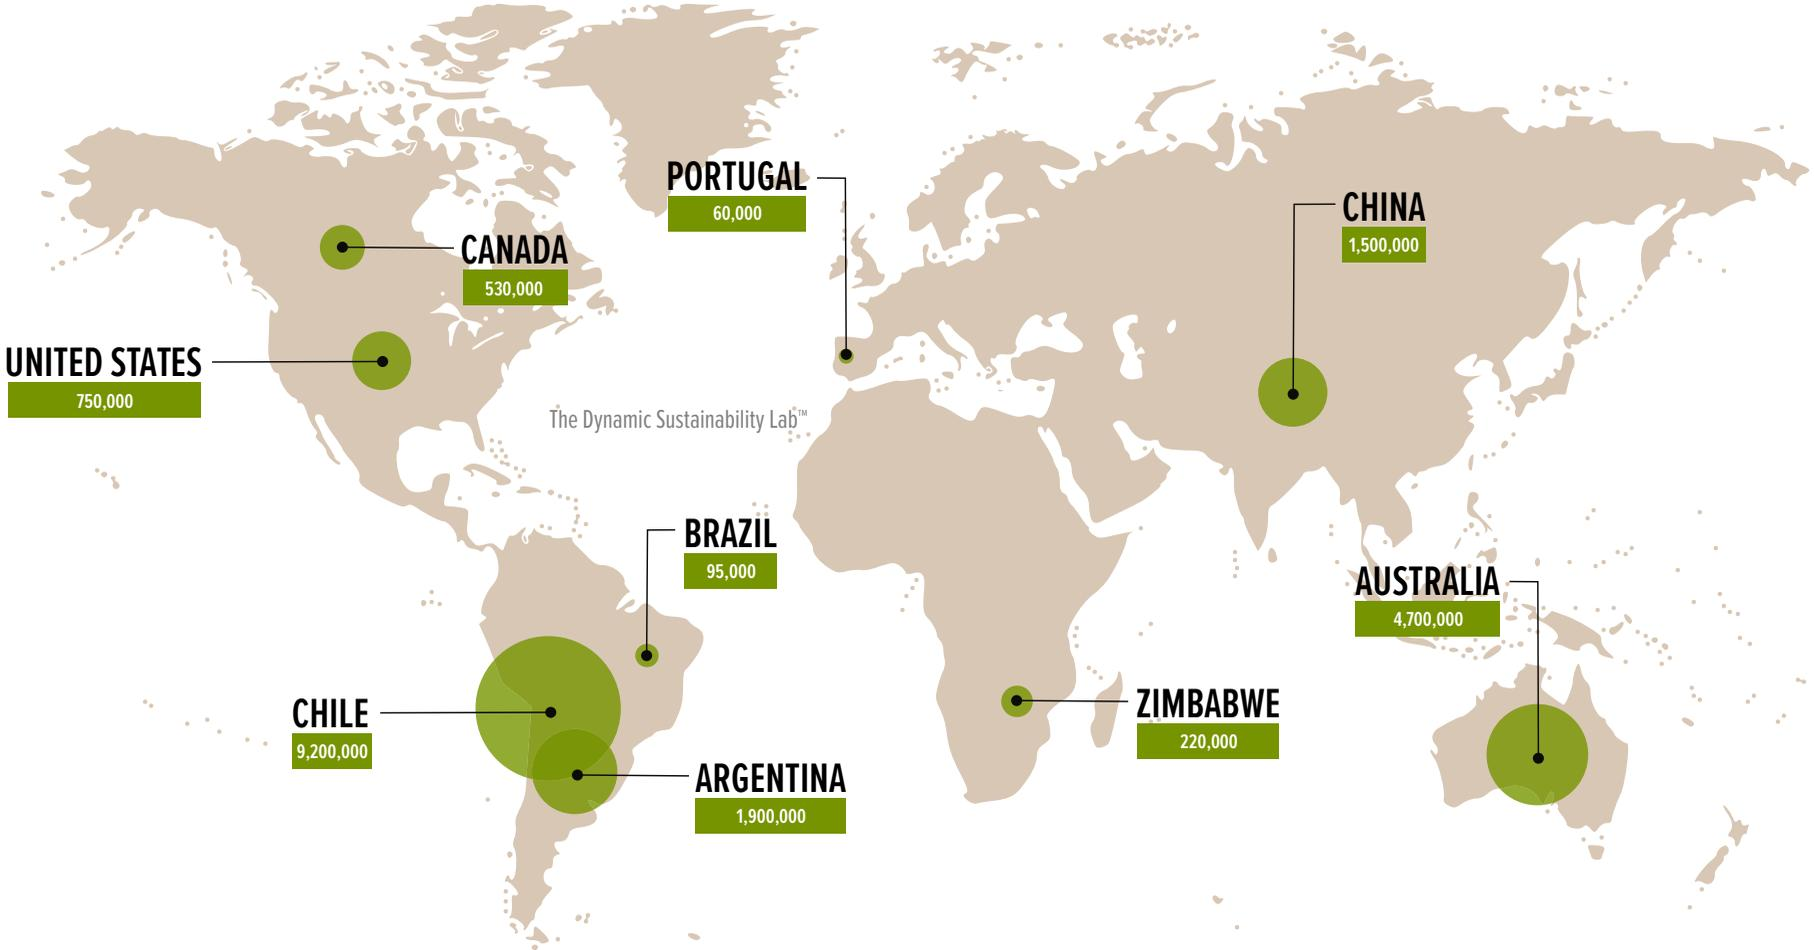 PORTUGAL
60,000
CHINA
1,500,000
CANADA
530,000
UNITED STATES
750,000
The Dynamic Sustainability Lab™
BRAZIL
95,000
AUSTRALIA
4,700,000
CHILE
9,200,000
ZIMBABWE
220,000
ARGENTINA
1,900,000